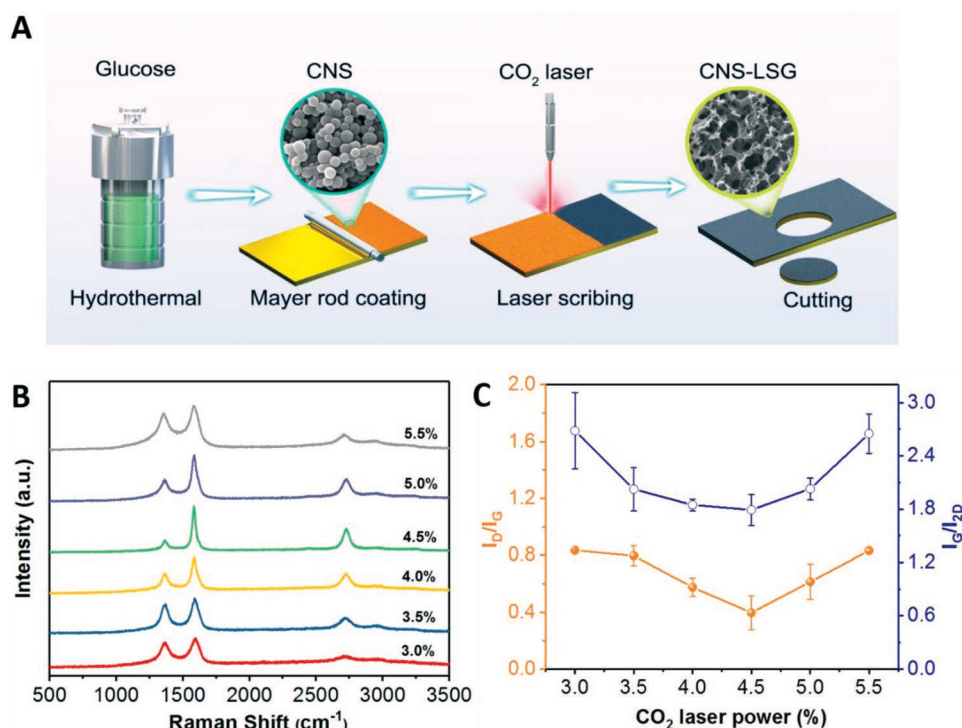 A
Glucose
CNS
CO₂ laser
CNS-LSG
Hydrothermal
Mayer rod coating
Laser scribing
Cutting
B
Intensity (a.u.)
5.5%
5.0%
4.5%
4.0%
3.5%
3.0%
500 1000 1500 2000 2500 3000 3500
Raman Shift (cm⁻¹)
C
I_D/I_G
2.0
1.6
1.2
0.8
0.4
0.0
3.0
2.4
1.8
1.2
0.6
0.0
I_G/I_2D
3.0 3.5 4.0 4.5 5.0 5.5
CO₂ laser power (%)